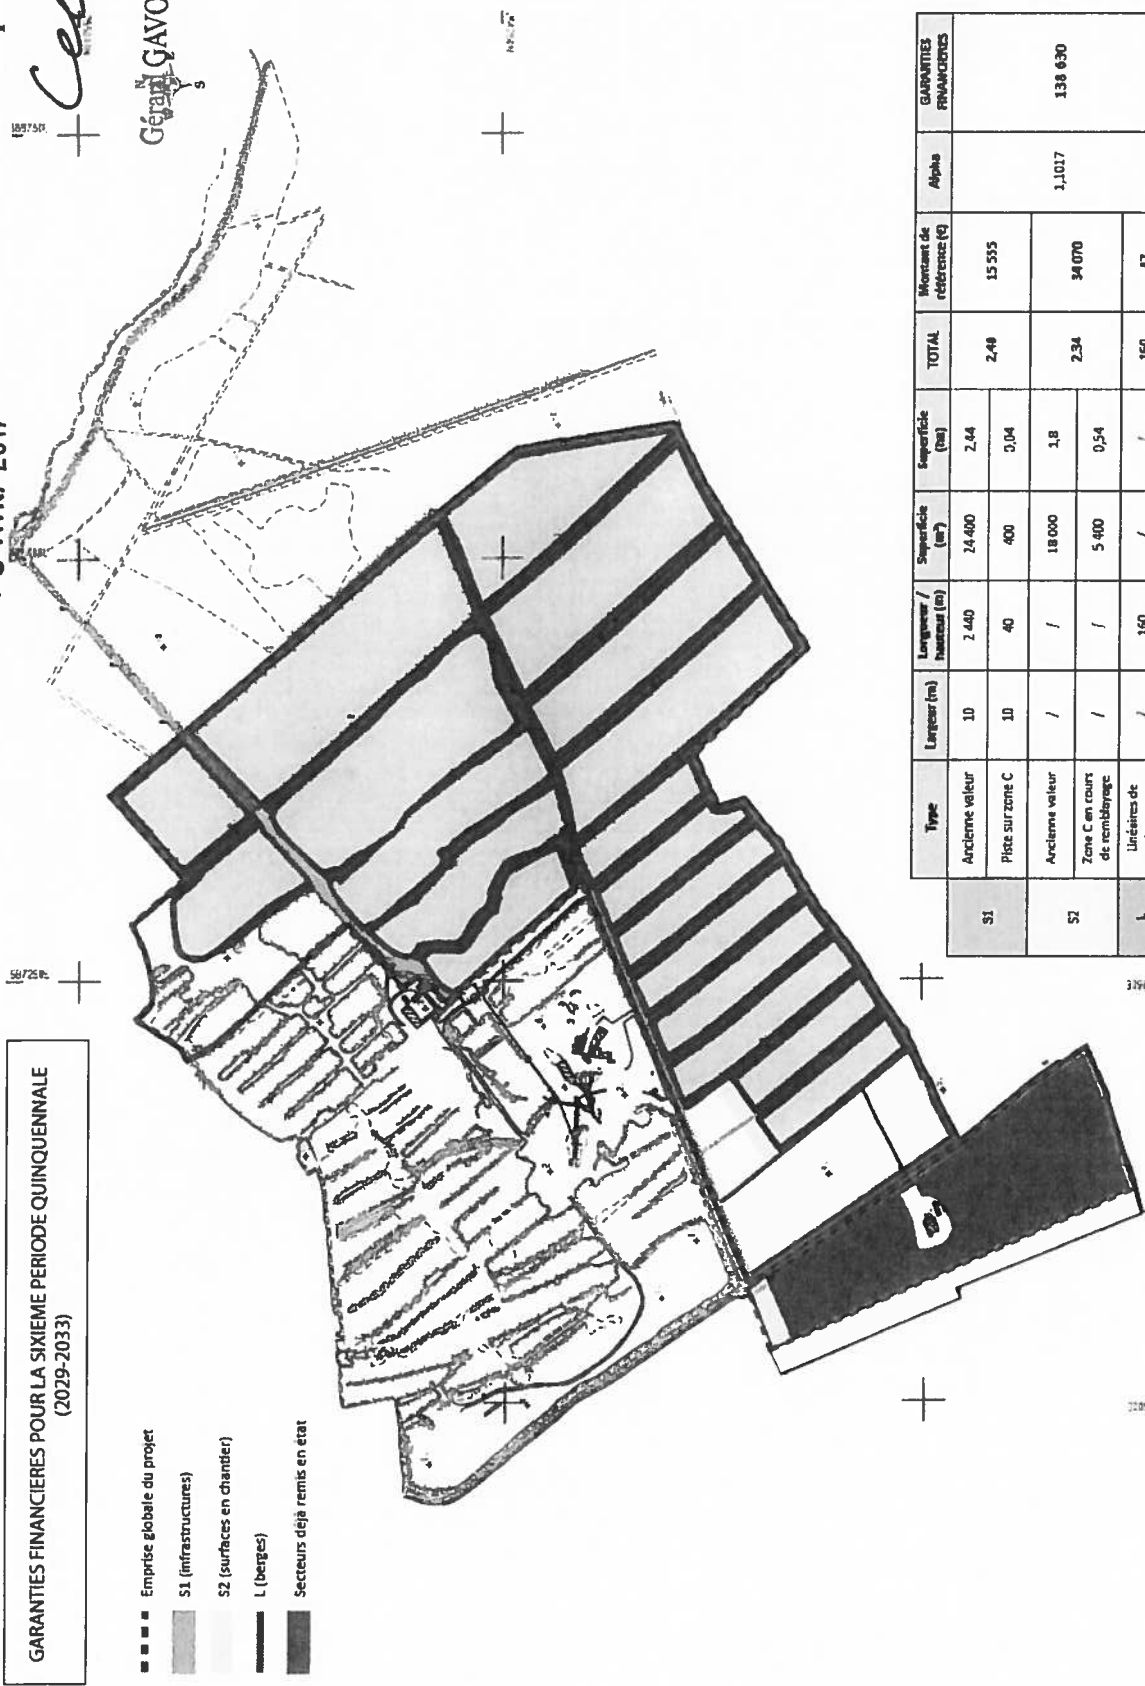 GARANTIES FINANCIERES POUR LA SIXIEME PERIODE QUINQUENNALE
(2029-2033)
Emprise globale du projet
S1 (infrastructures)
S2 (surfaces en chantier)
L (berges)
Secteurs déjà remis en état
2017
Gérard GAVO
N
S
Type Largeur (m) Longueur / hauteur (m) Superficie (m²) Superficie (ha) TOTAL Montant de référence (€) Alpha GARANTIES FINANCIERES
S1 Ancienne valeur 10 2 440 24 400 2,44 2,48 15 555 1,1017 138 630
Piste sur zone C 10 40 400 0,04
S2 Ancienne valeur / / 18 000 1,8 2,34 34 070
Zone C en cours de remblayage / / 5 400 0,54
L Linéaires de / 160 / / 160